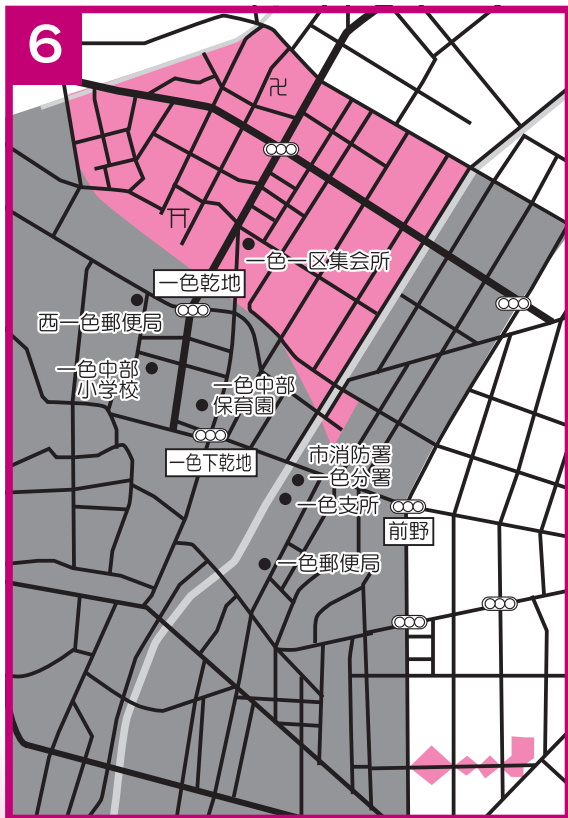 6
一色一区集会所
一色乾地
西一色郵便局
一色中部
小学校
一色中部
保育園
一色下乾地
市消防署
一色分署
一色支所
前野
一色郵便局